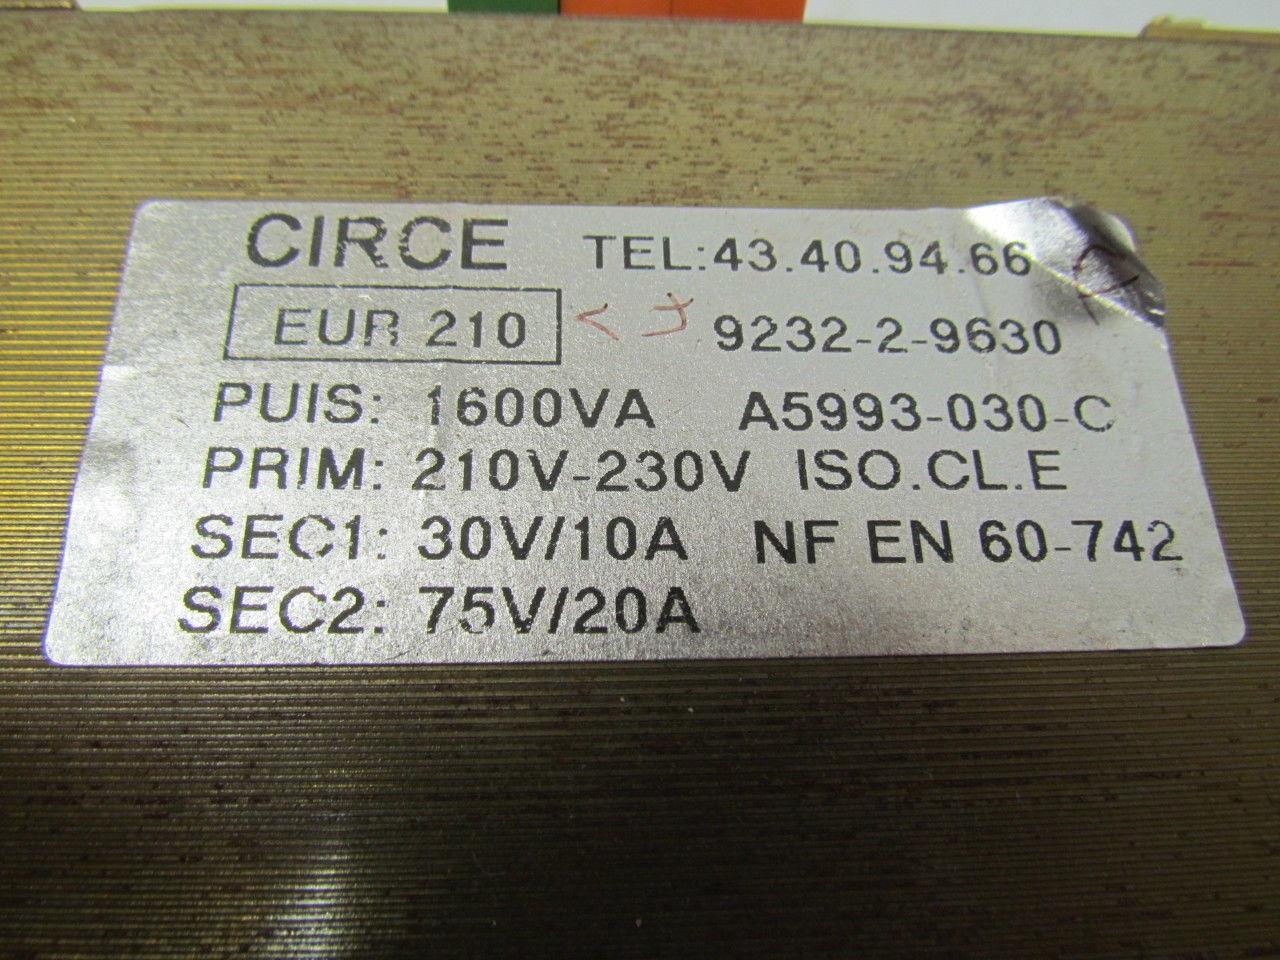 CIRCE TEL:43.40.94.66
EUR 210 9232-2-9630
PUIS: 1600VA A5993-030-C
PRIM: 210V-230V ISO.CL.E
SEC1: 30V/10A NF EN 60-742
SEC2: 75V/20A